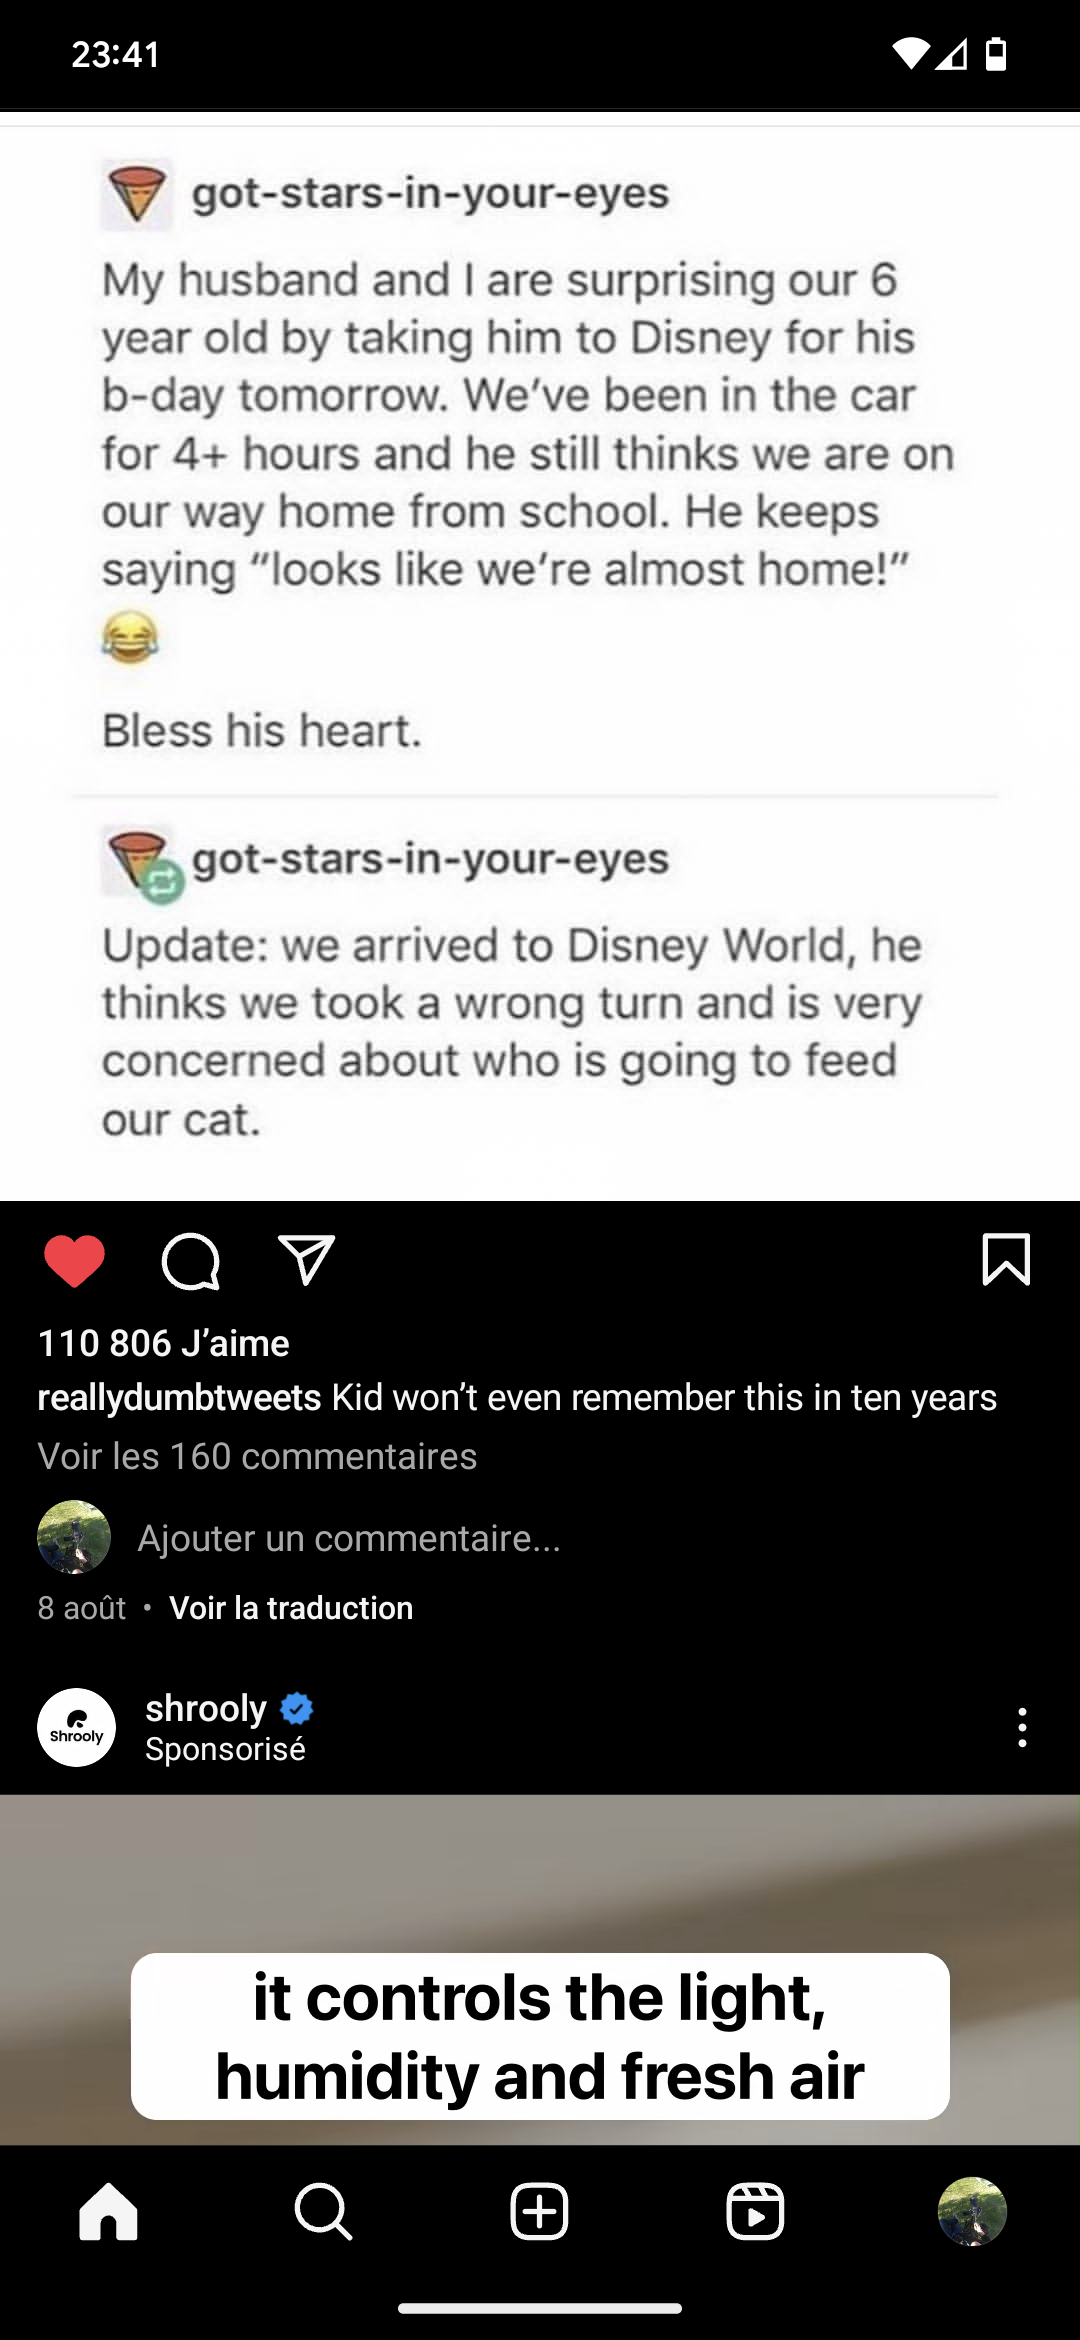 23:41
got-stars-in-your-eyes
My husband and I are surprising our 6
year old by taking him to Disney for his
b-day tomorrow. We’ve been in the car
for 4+ hours and he still thinks we are on
our way home from school. He keeps
saying “looks like we’re almost home!”
😂
Bless his heart.
got-stars-in-your-eyes
Update: we arrived to Disney World, he
thinks we took a wrong turn and is very
concerned about who is going to feed
our cat.
110 806 J’aime
reallydumbtweets Kid won’t even remember this in ten years
Voir les 160 commentaires
Ajouter un commentaire...
8 août • Voir la traduction
Shrooly
shrooly
Sponsorisé
it controls the light,
humidity and fresh air